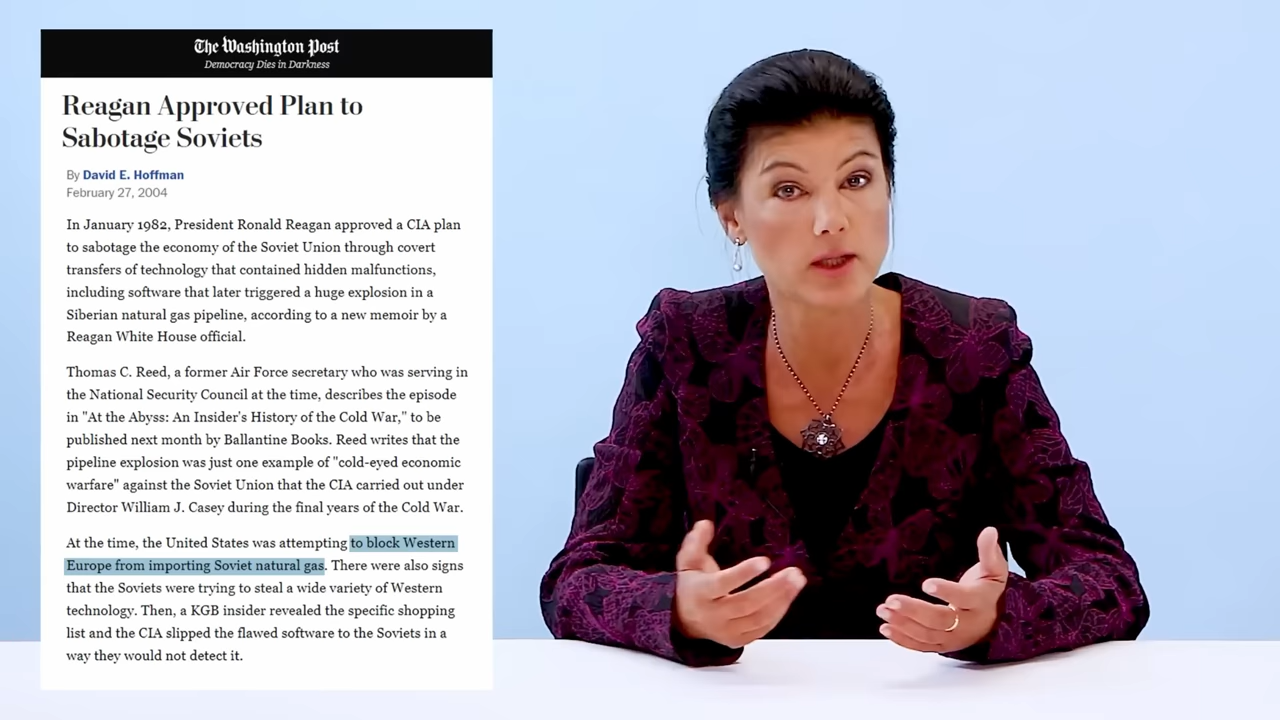 The Washington Post
Democracy Dies in Darkness
Reagan Approved Plan to
Sabotage Soviets
By David E. Hoffman
February 27, 2004
In January 1982, President Ronald Reagan approved a CIA plan
to sabotage the economy of the Soviet Union through covert
transfers of technology that contained hidden malfunctions,
including software that later triggered a huge explosion in a
Siberian natural gas pipeline, according to a new memoir by a
Reagan White House official.
Thomas C. Reed, a former Air Force secretary who was serving in
the National Security Council at the time, describes the episode
in "At the Abyss: An Insider's History of the Cold War," to be
published next month by Ballantine Books. Reed writes that the
pipeline explosion was just one example of "cold-eyed economic
warfare" against the Soviet Union that the CIA carried out under
Director William J. Casey during the final years of the Cold War.
At the time, the United States was attempting to block Western
Europe from importing Soviet natural gas. There were also signs
that the Soviets were trying to steal a wide variety of Western
technology. Then, a KGB insider revealed the specific shopping
list and the CIA slipped the flawed software to the Soviets in a
way they would not detect it.